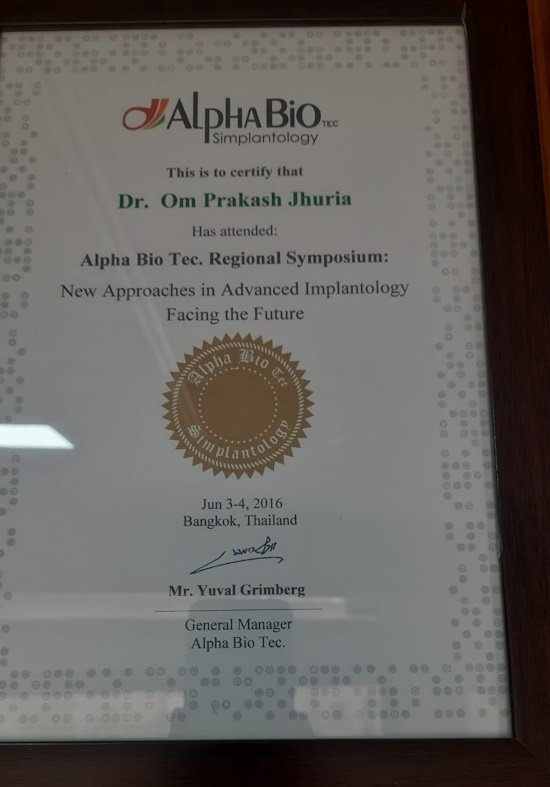 AlphaBio TEC
Simplantology
This is to certify that
Dr. Om Prakash Jhuria
Has attended:
Alpha Bio Tec. Regional Symposium:
New Approaches in Advanced Implantology
Facing the Future
Alpha Bio Tec
Simplantology
Jun 3-4, 2016
Bangkok, Thailand
Mr. Yuval Grimberg
General Manager
Alpha Bio Tec.